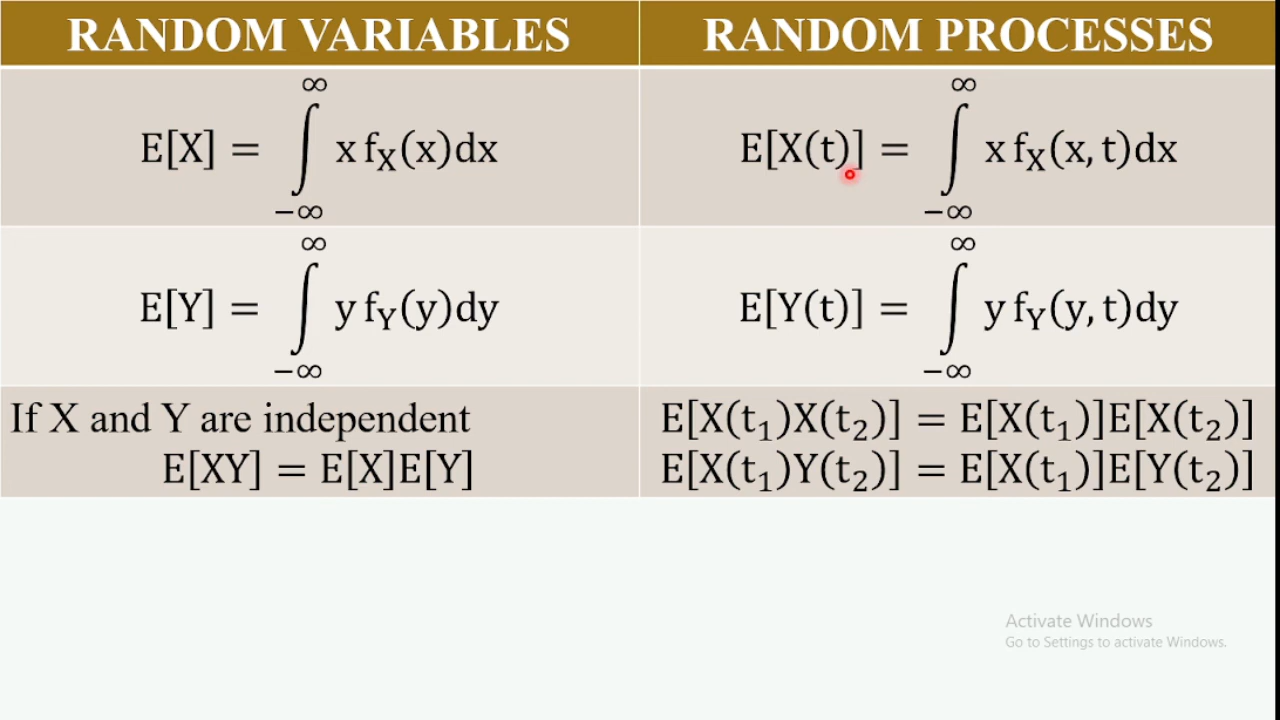 RANDOM VARIABLES
RANDOM PROCESSES
E[X] = ∫_{−∞}^{∞} x f_X(x)dx
E[X(t)] = ∫_{−∞}^{∞} x f_X(x, t)dx
E[Y] = ∫_{−∞}^{∞} y f_Y(y)dy
E[Y(t)] = ∫_{−∞}^{∞} y f_Y(y, t)dy
If X and Y are independent
E[XY] = E[X]E[Y]
E[X(t₁)X(t₂)] = E[X(t₁)]E[X(t₂)]
E[X(t₁)Y(t₂)] = E[X(t₁)]E[Y(t₂)]
Activate Windows
Go to Settings to activate Windows.